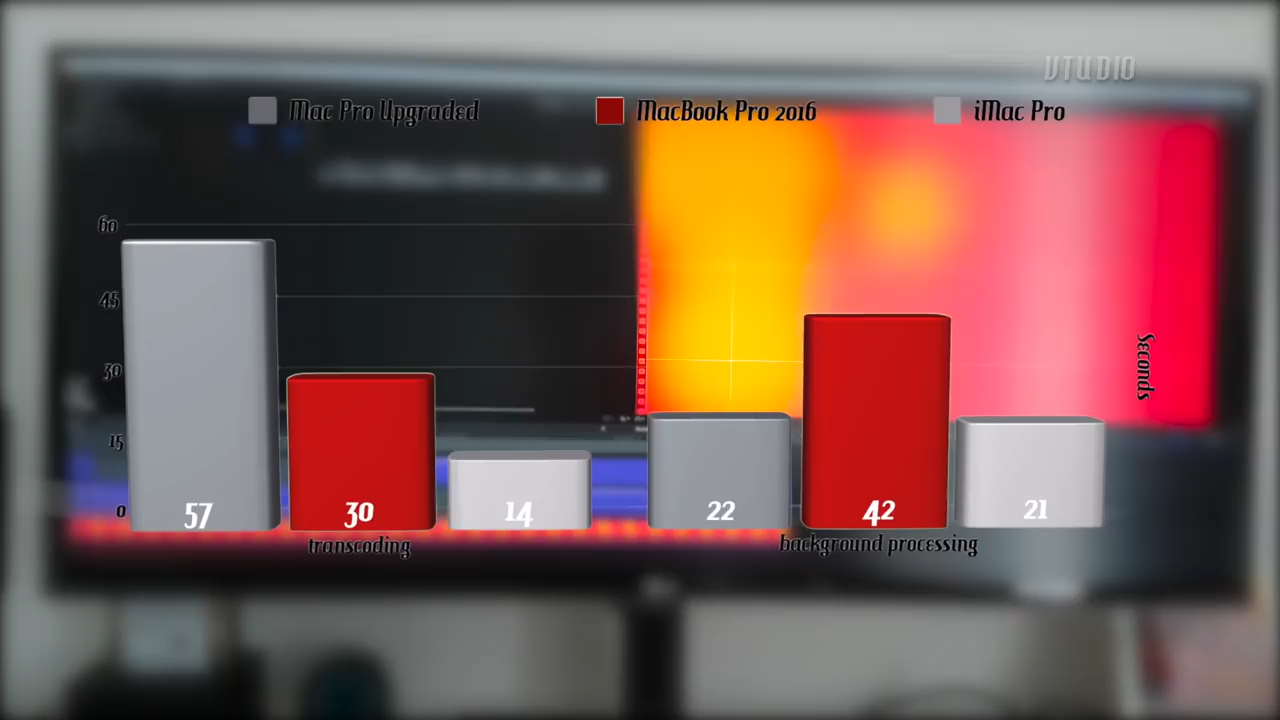 VTUDIO
Mac Pro Upgraded
MacBook Pro 2016
iMac Pro
60
45
30
15
0
57
30
14
22
42
21
transcoding
background processing
Seconds